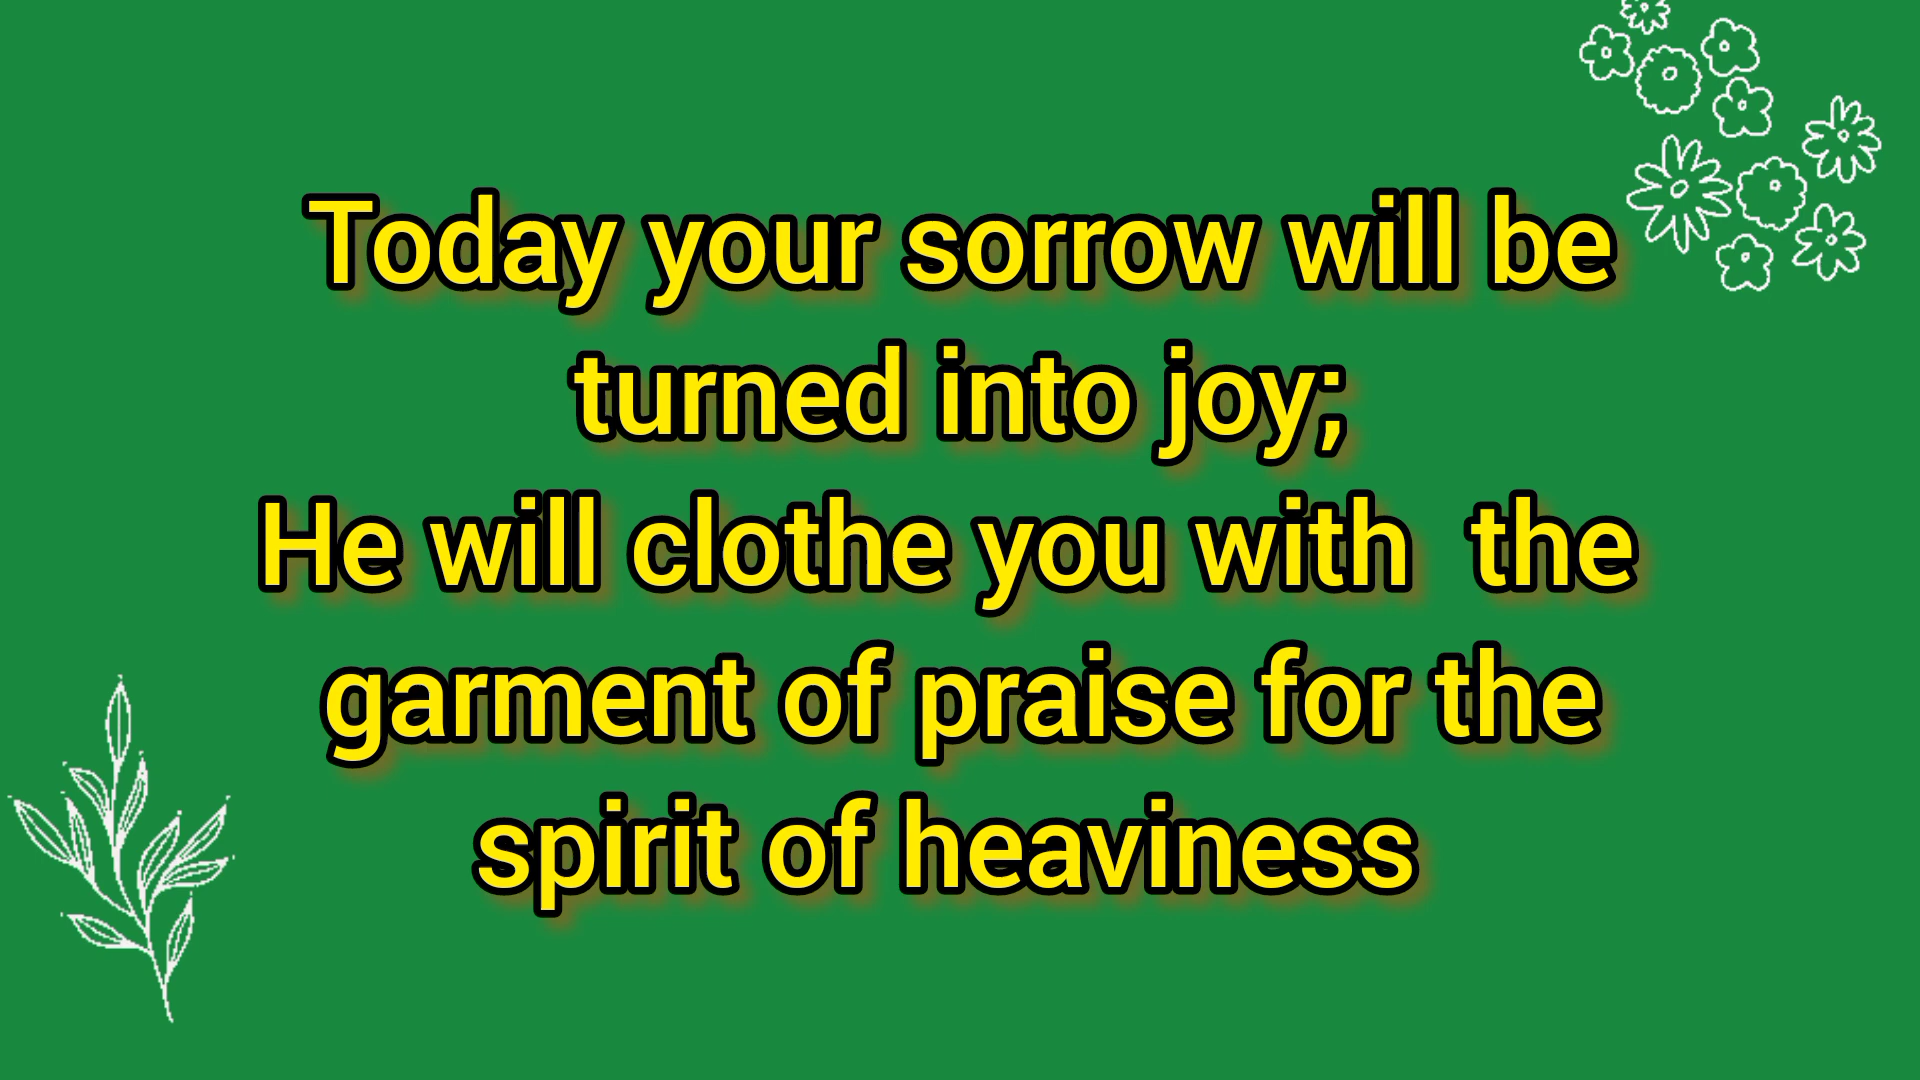 Today your sorrow will be
turned into joy;
He will clothe you with  the
garment of praise for the
spirit of heaviness